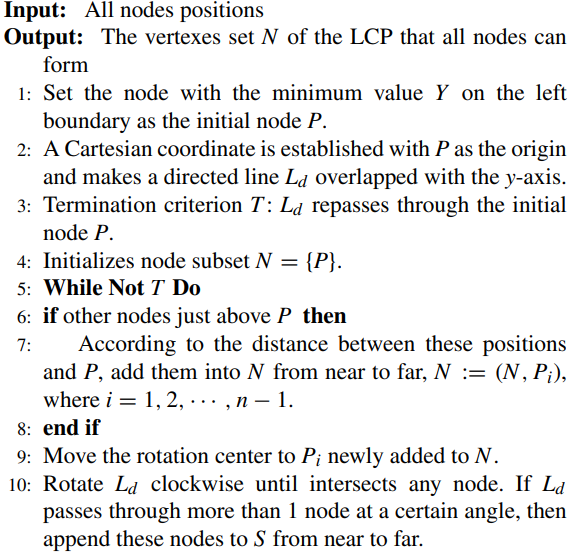 Input: All nodes positions
Output: The vertexes set N of the LCP that all nodes can
form
1: Set the node with the minimum value Y on the left
boundary as the initial node P.
2: A Cartesian coordinate is established with P as the origin
and makes a directed line L_d overlapped with the y-axis.
3: Termination criterion T: L_d repasses through the initial
node P.
4: Initializes node subset N = {P}.
5: While Not T Do
6: if other nodes just above P then
7: According to the distance between these positions
and P, add them into N from near to far, N := (N, P_i),
where i = 1, 2, ⋯ , n − 1.
8: end if
9: Move the rotation center to P_i newly added to N.
10: Rotate L_d clockwise until intersects any node. If L_d
passes through more than 1 node at a certain angle, then
append these nodes to S from near to far.